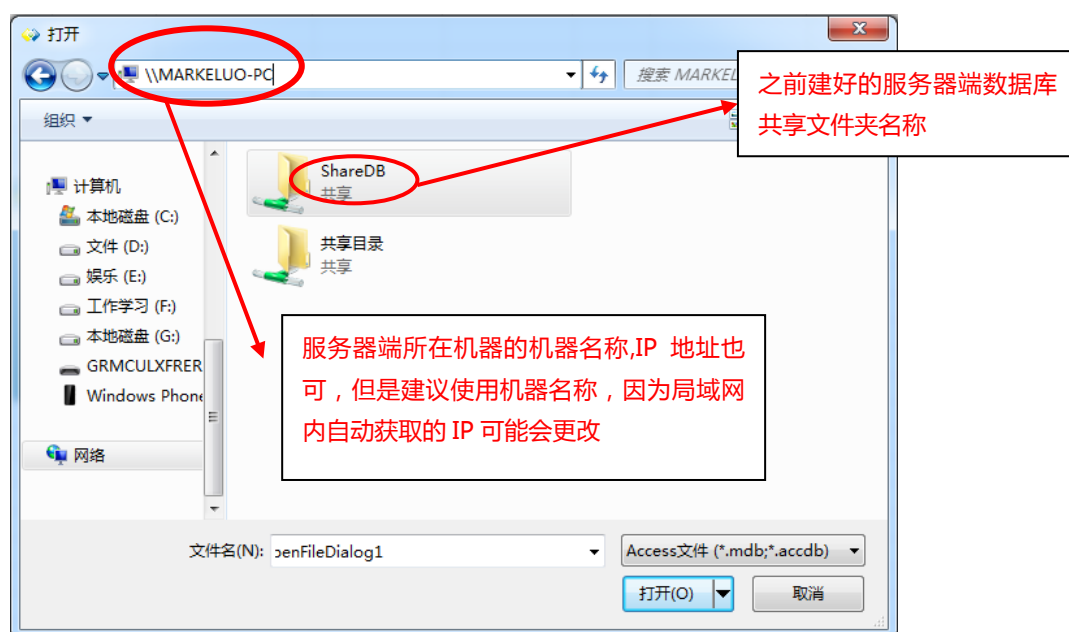 打开
\\MARKELUO-PC
搜索 MARKEL
之前建好的服务器端数据库
共享文件夹名称
组织
ShareDB
共享
计算机
本地磁盘 (C:)
文件 (D:)
共享目录
共享
娱乐 (E:)
工作学习 (F:)
本地磁盘 (G:)
GRMCULXFRER
Windows Phone
服务器端所在机器的机器名称,IP 地址也
可，但是建议使用机器名称，因为局域网
内自动获取的 IP 可能会更改
网络
文件名(N):
penFileDialog1
Access文件 (*.mdb;*.accdb)
打开(O)
取消